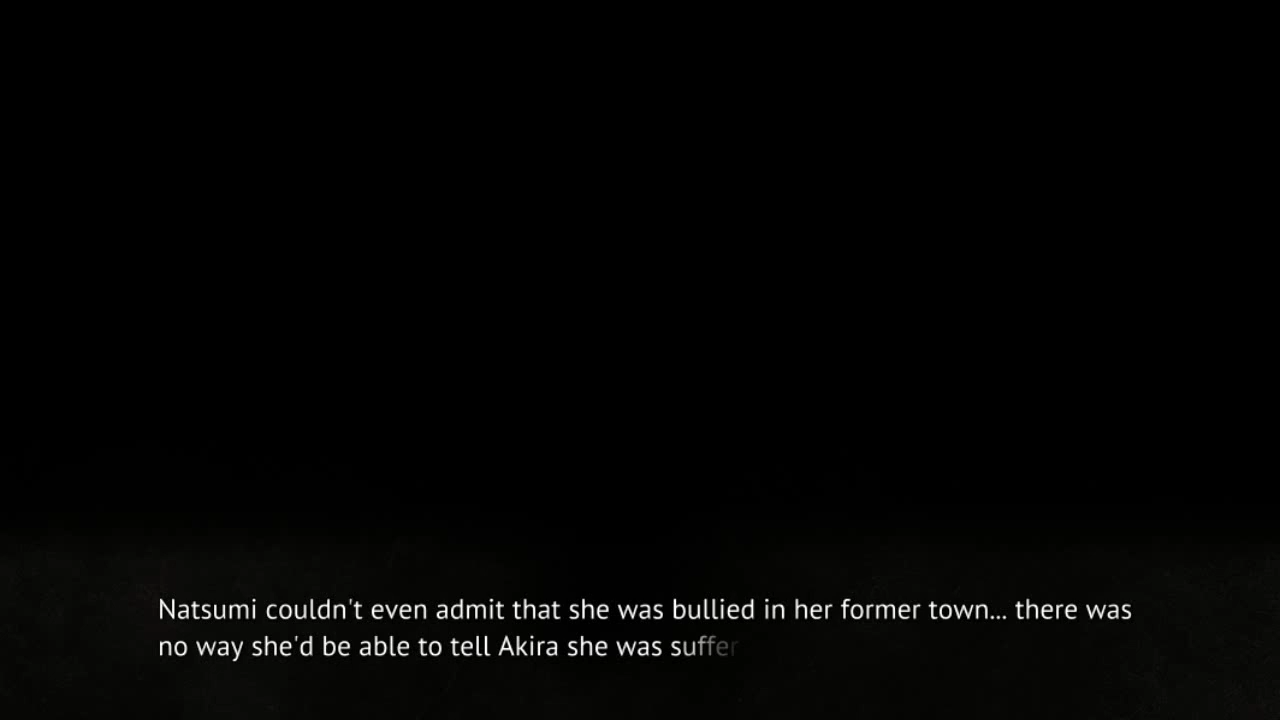 Natsumi couldn't even admit that she was bullied in her former town... there was
no way she'd be able to tell Akira she was suffer